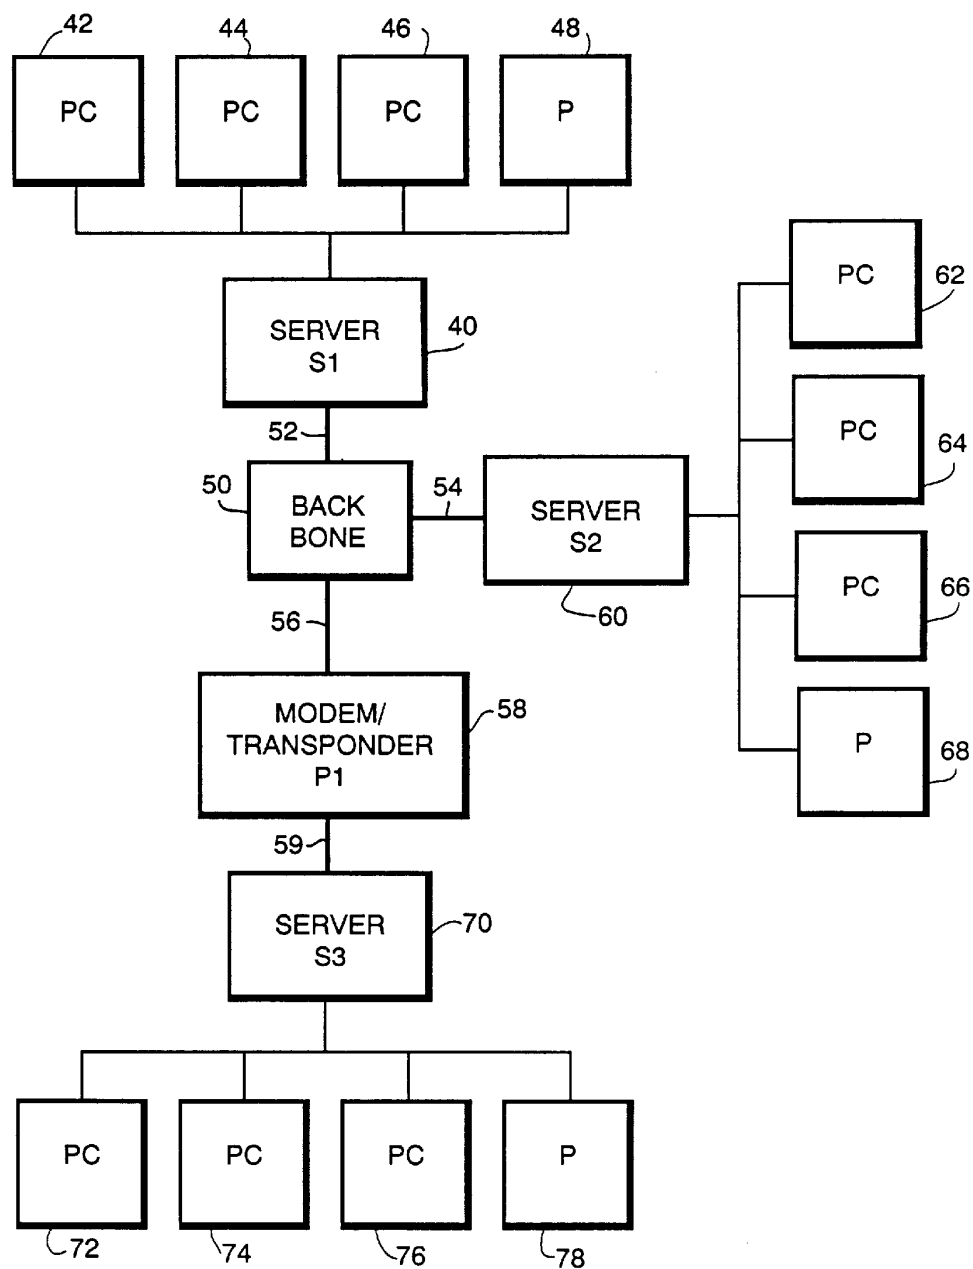 42
44
46
48
PC
PC
PC
P
SERVER
S1
40
PC
62
52
PC
64
50
BACK
BONE
54
SERVER
S2
60
PC
66
56
MODEM/
TRANSPONDER
P1
58
P
68
59
SERVER
S3
70
PC
PC
PC
P
72
74
76
78